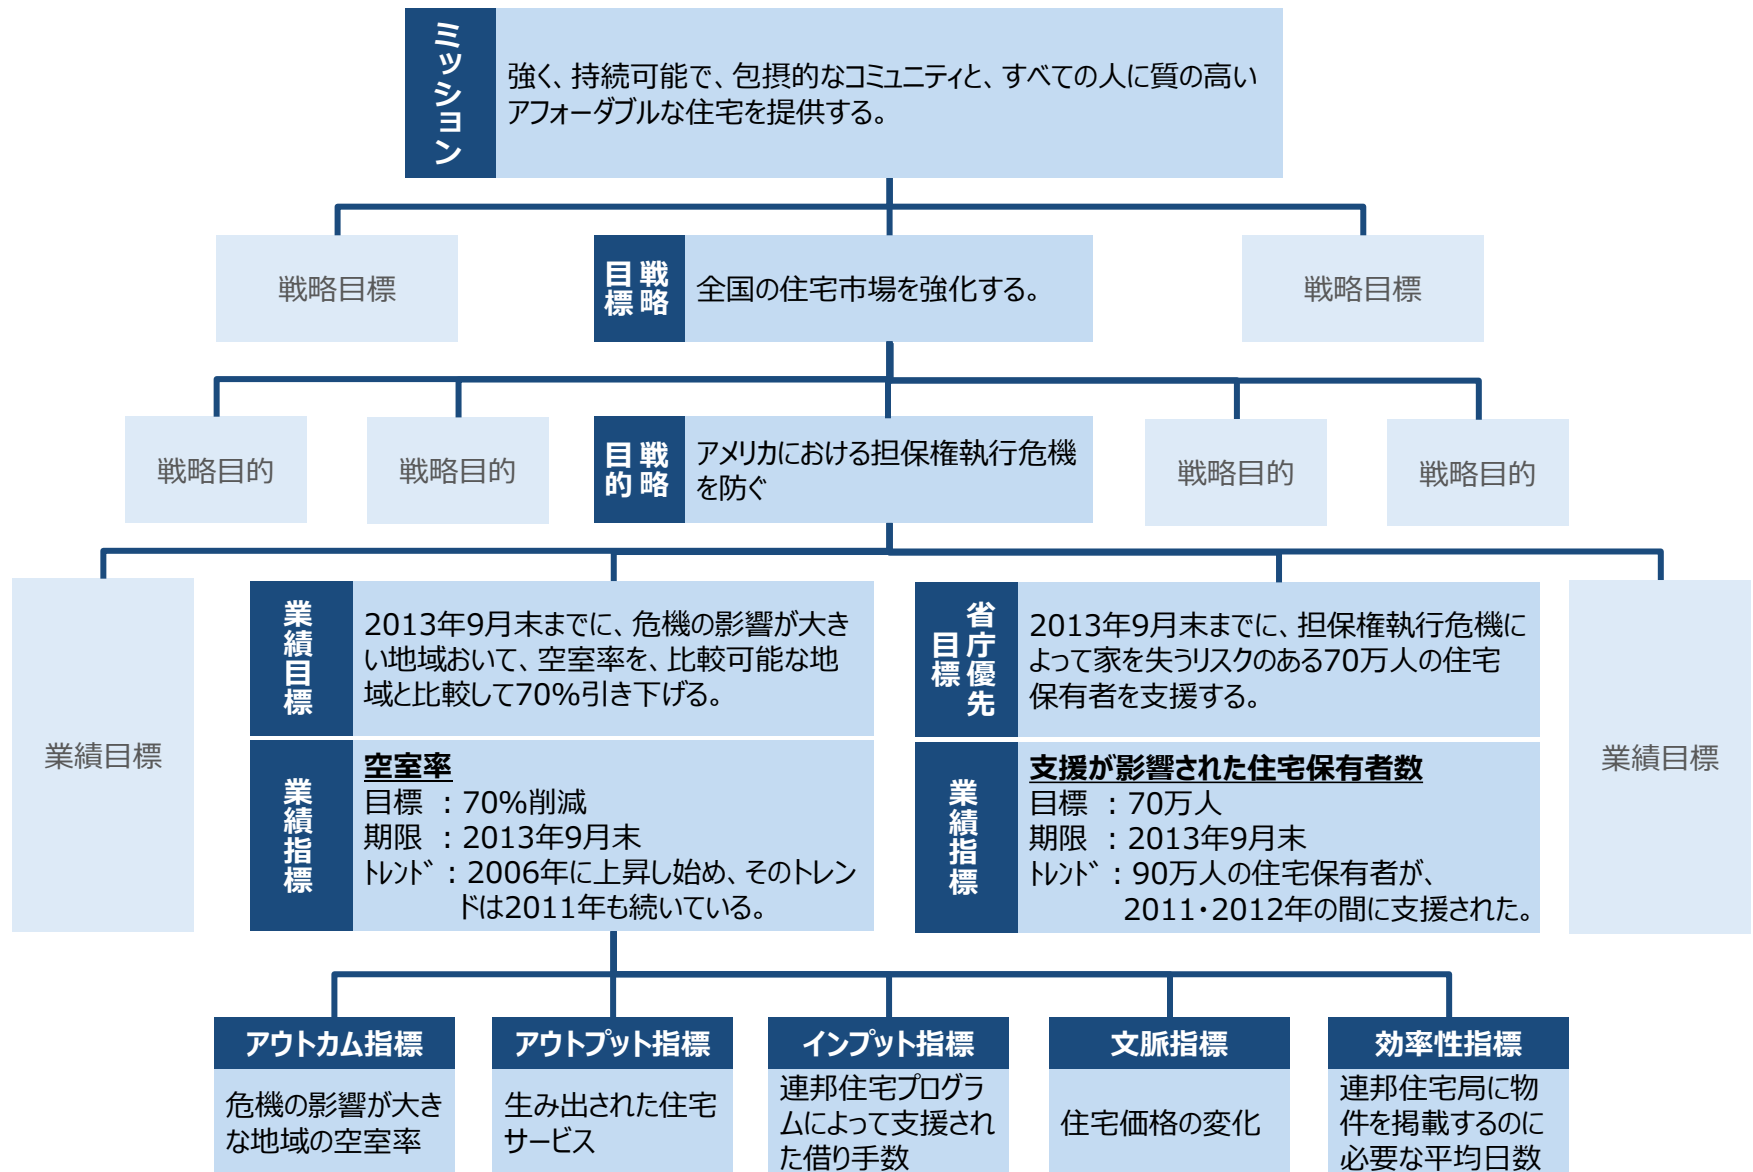 ミッション
強く、持続可能で、包摂的なコミュニティと、すべての人に質の高い
アフォーダブルな住宅を提供する。
戦略目標
戦略
目標
全国の住宅市場を強化する。
戦略目標
戦略目的
戦略目的
戦略
目的
アメリカにおける担保権執行危機
を防ぐ
戦略目的
戦略目的
業績目標
業績目標
2013年9月末までに、危機の影響が大き
い地域おいて、空室率を、比較可能な地
域と比較して70%引き下げる。
業績指標
空室率
目標 :70%削減
期限 :2013年9月末
トレンド:2006年に上昇し始め、そのトレン
ドは2011年も続いている。
省庁優先
目標
2013年9月末までに、担保権執行危機に
よって家を失うリスクのある70万人の住宅
保有者を支援する。
業績指標
支援が影響された住宅保有者数
目標 :70万人
期限 :2013年9月末
トレンド:90万人の住宅保有者が、
2011・2012年の間に支援された。
業績目標
アウトカム指標
危機の影響が大き
な地域の空室率
アウトプット指標
生み出された住宅
サービス
インプット指標
連邦住宅プログラ
ムによって支援され
た借り手数
文脈指標
住宅価格の変化
効率性指標
連邦住宅局に物
件を掲載するのに
必要な平均日数